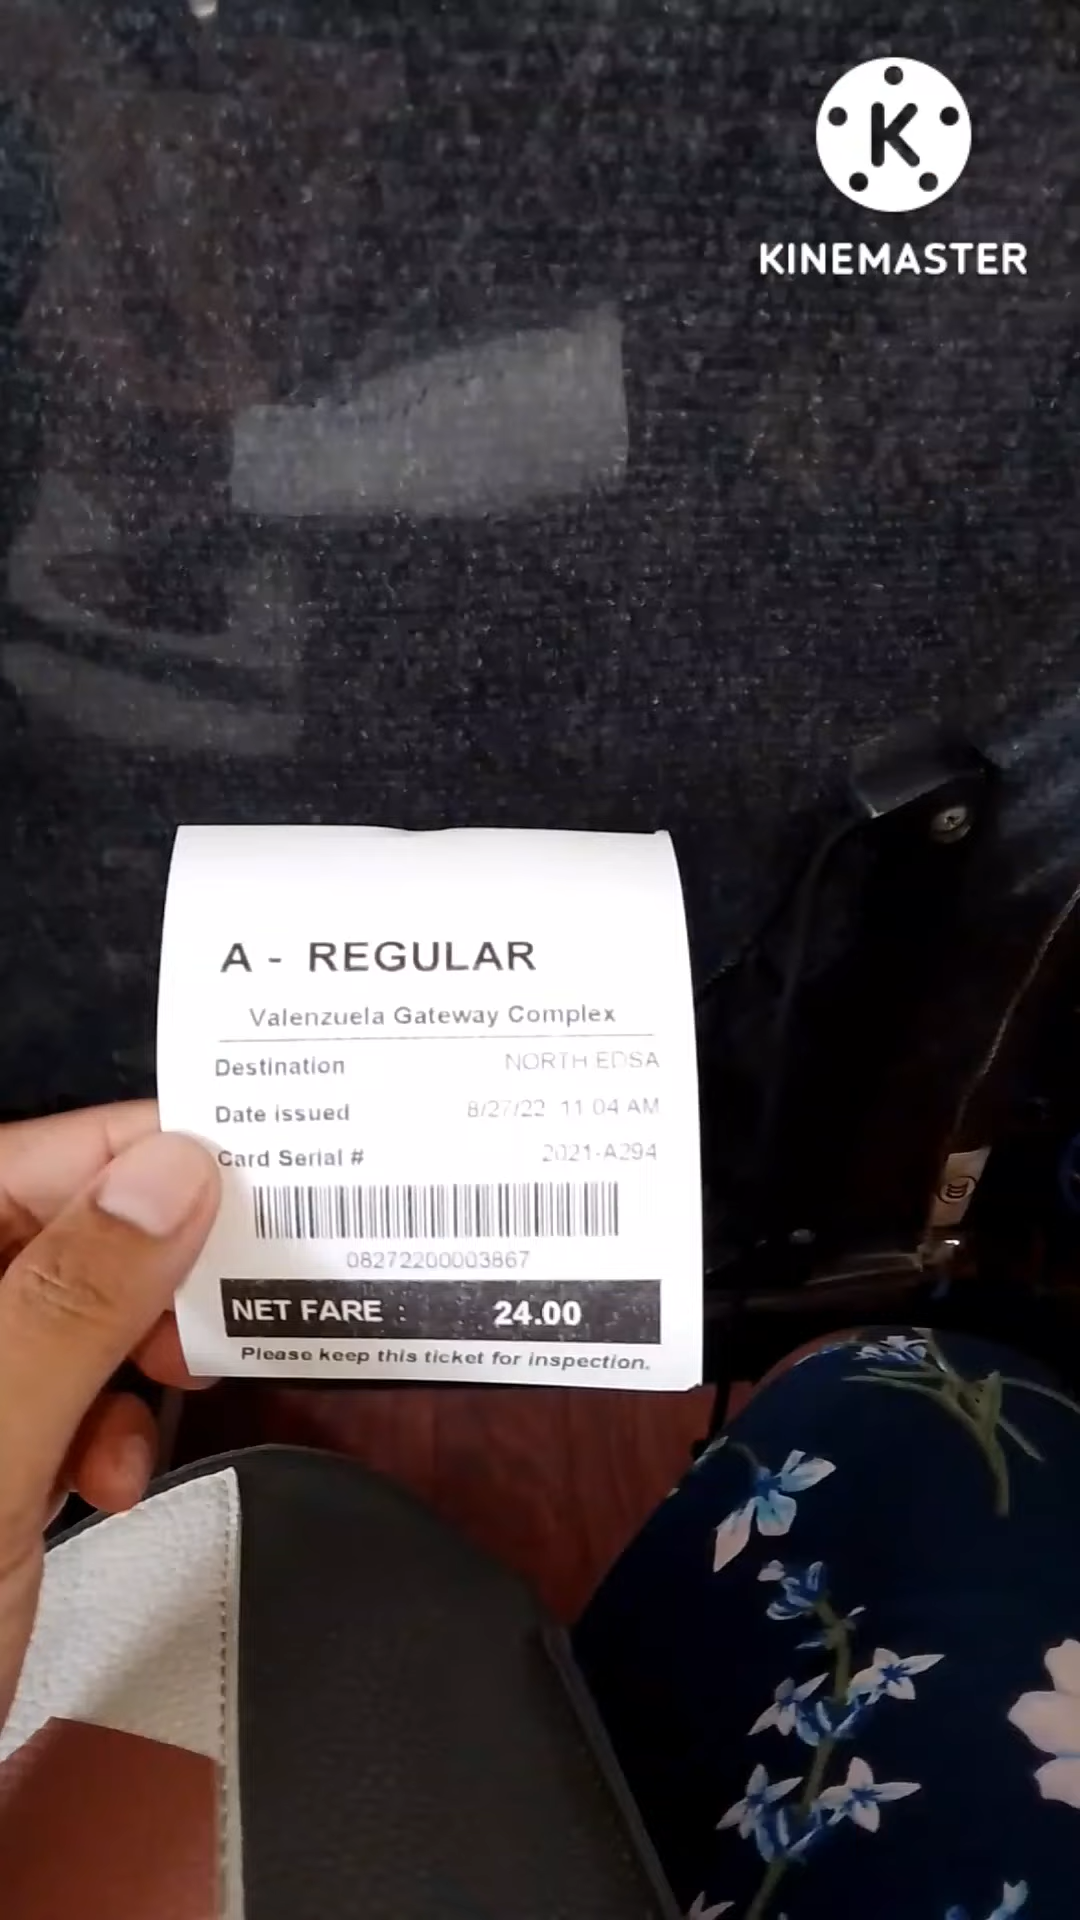 K
KINEMASTER
A - REGULAR
Valenzuela Gateway Complex
Destination NORTH EDSA
Date issued 8/27/22 11:04 AM
Card Serial # 2021-A294
08272200003867
NET FARE : 24.00
Please keep this ticket for inspection.